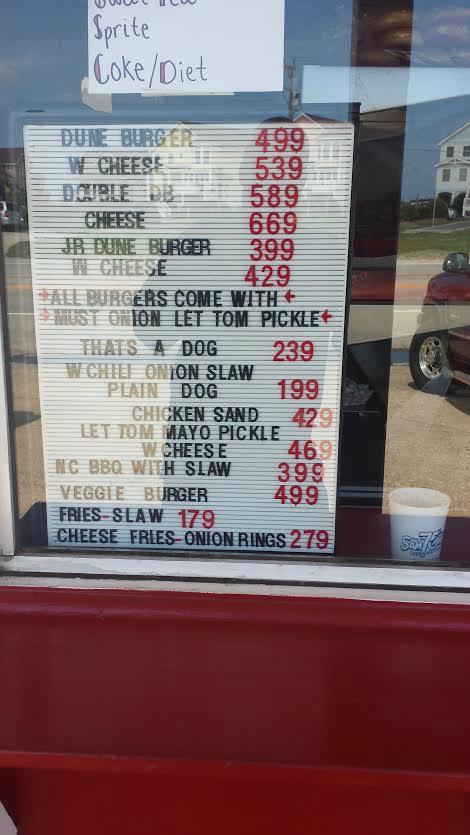 Sprite
Coke/Diet
DUNE BURGER 499
W CHEESE 539
DOUBLE DB 589
CHEESE 669
JR DUNE BURGER 399
W CHEESE 429
→ALL BURGERS COME WITH←
→MUST ONION LET TOM PICKLE←
THATS A DOG 239
W CHILI ONION SLAW
PLAIN DOG 199
CHICKEN SAND 429
LET TOM MAYO PICKLE
W CHEESE 469
NC BBQ WITH SLAW 399
VEGGIE BURGER 499
FRIES-SLAW 179
CHEESE FRIES-ONION RINGS 279